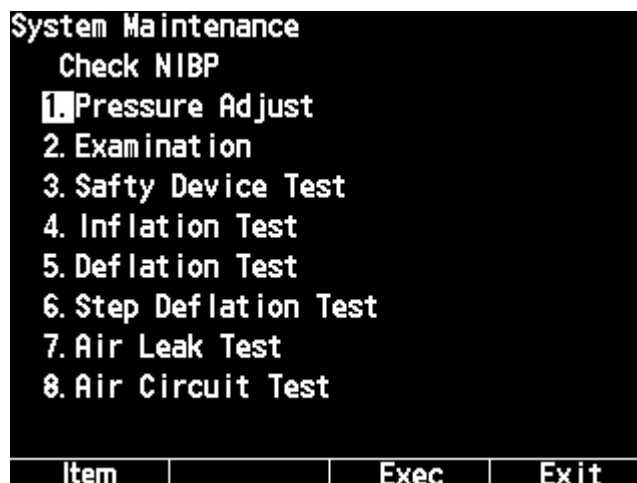 System Maintenance
Check NIBP
1. Pressure Adjust
2. Examination
3. Safty Device Test
4. Inflation Test
5. Deflation Test
6. Step Deflation Test
7. Air Leak Test
8. Air Circuit Test
Item Exec Exit